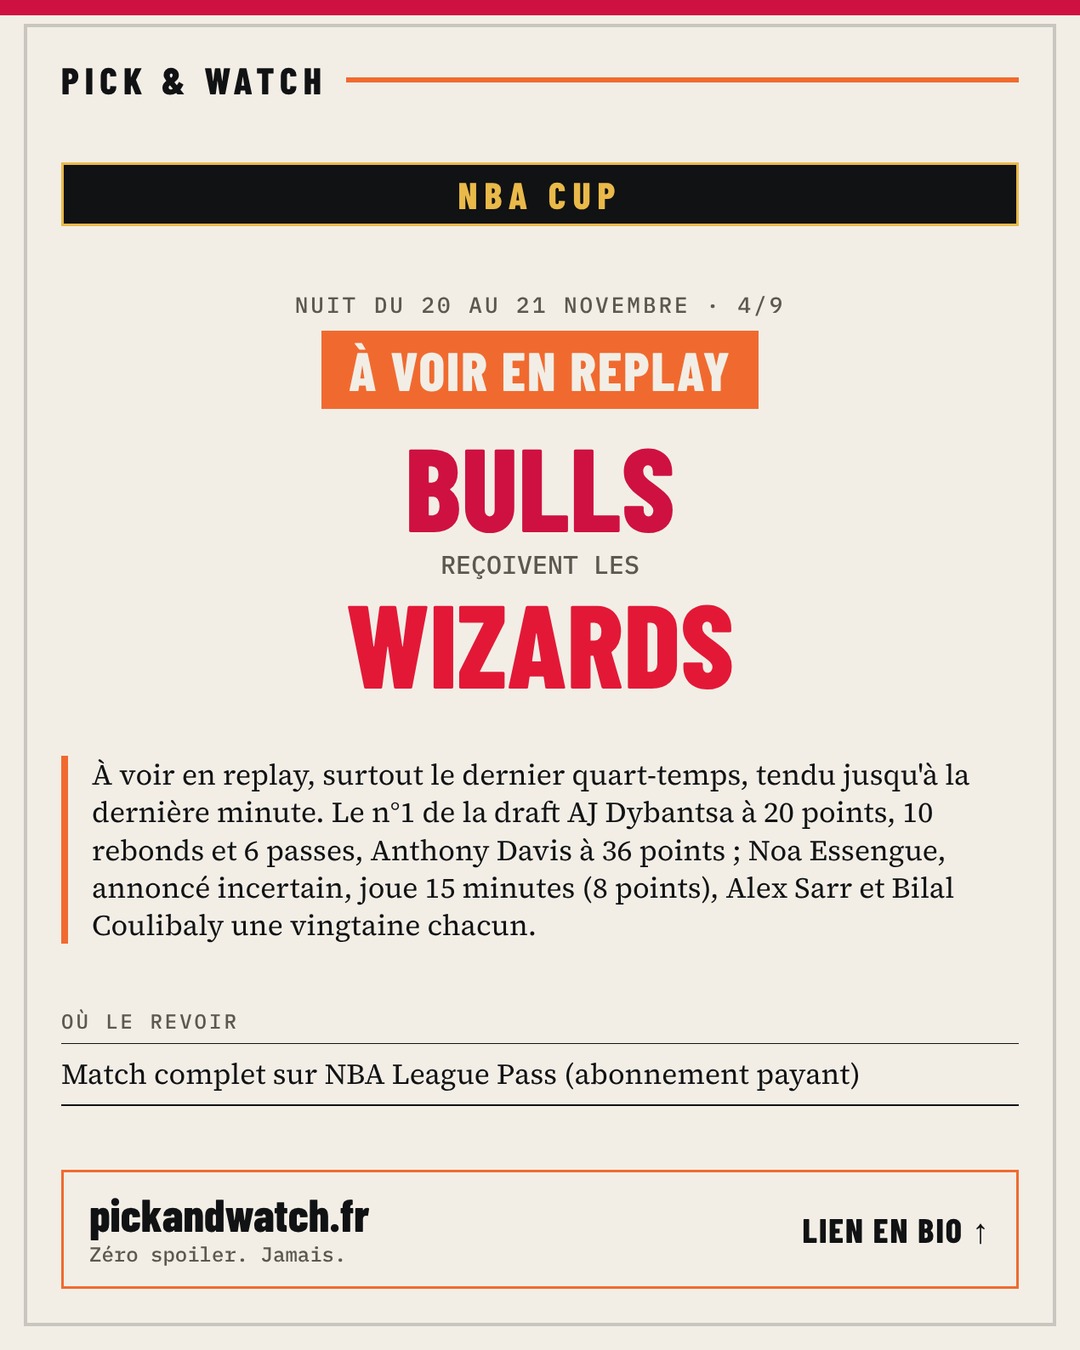 PICK & WATCH
NBA CUP
NUIT DU 20 AU 21 NOVEMBRE · 4/9
À VOIR EN REPLAY
BULLS
REÇOIVENT LES
WIZARDS
À voir en replay, surtout le dernier quart-temps, tendu jusqu'à la
dernière minute. Le n°1 de la draft AJ Dybantsa à 20 points, 10
rebonds et 6 passes, Anthony Davis à 36 points ; Noa Essengue,
annoncé incertain, joue 15 minutes (8 points), Alex Sarr et Bilal
Coulibaly une vingtaine chacun.
OÙ LE REVOIR
Match complet sur NBA League Pass (abonnement payant)
pickandwatch.fr
Zéro spoiler. Jamais.
LIEN EN BIO ↑